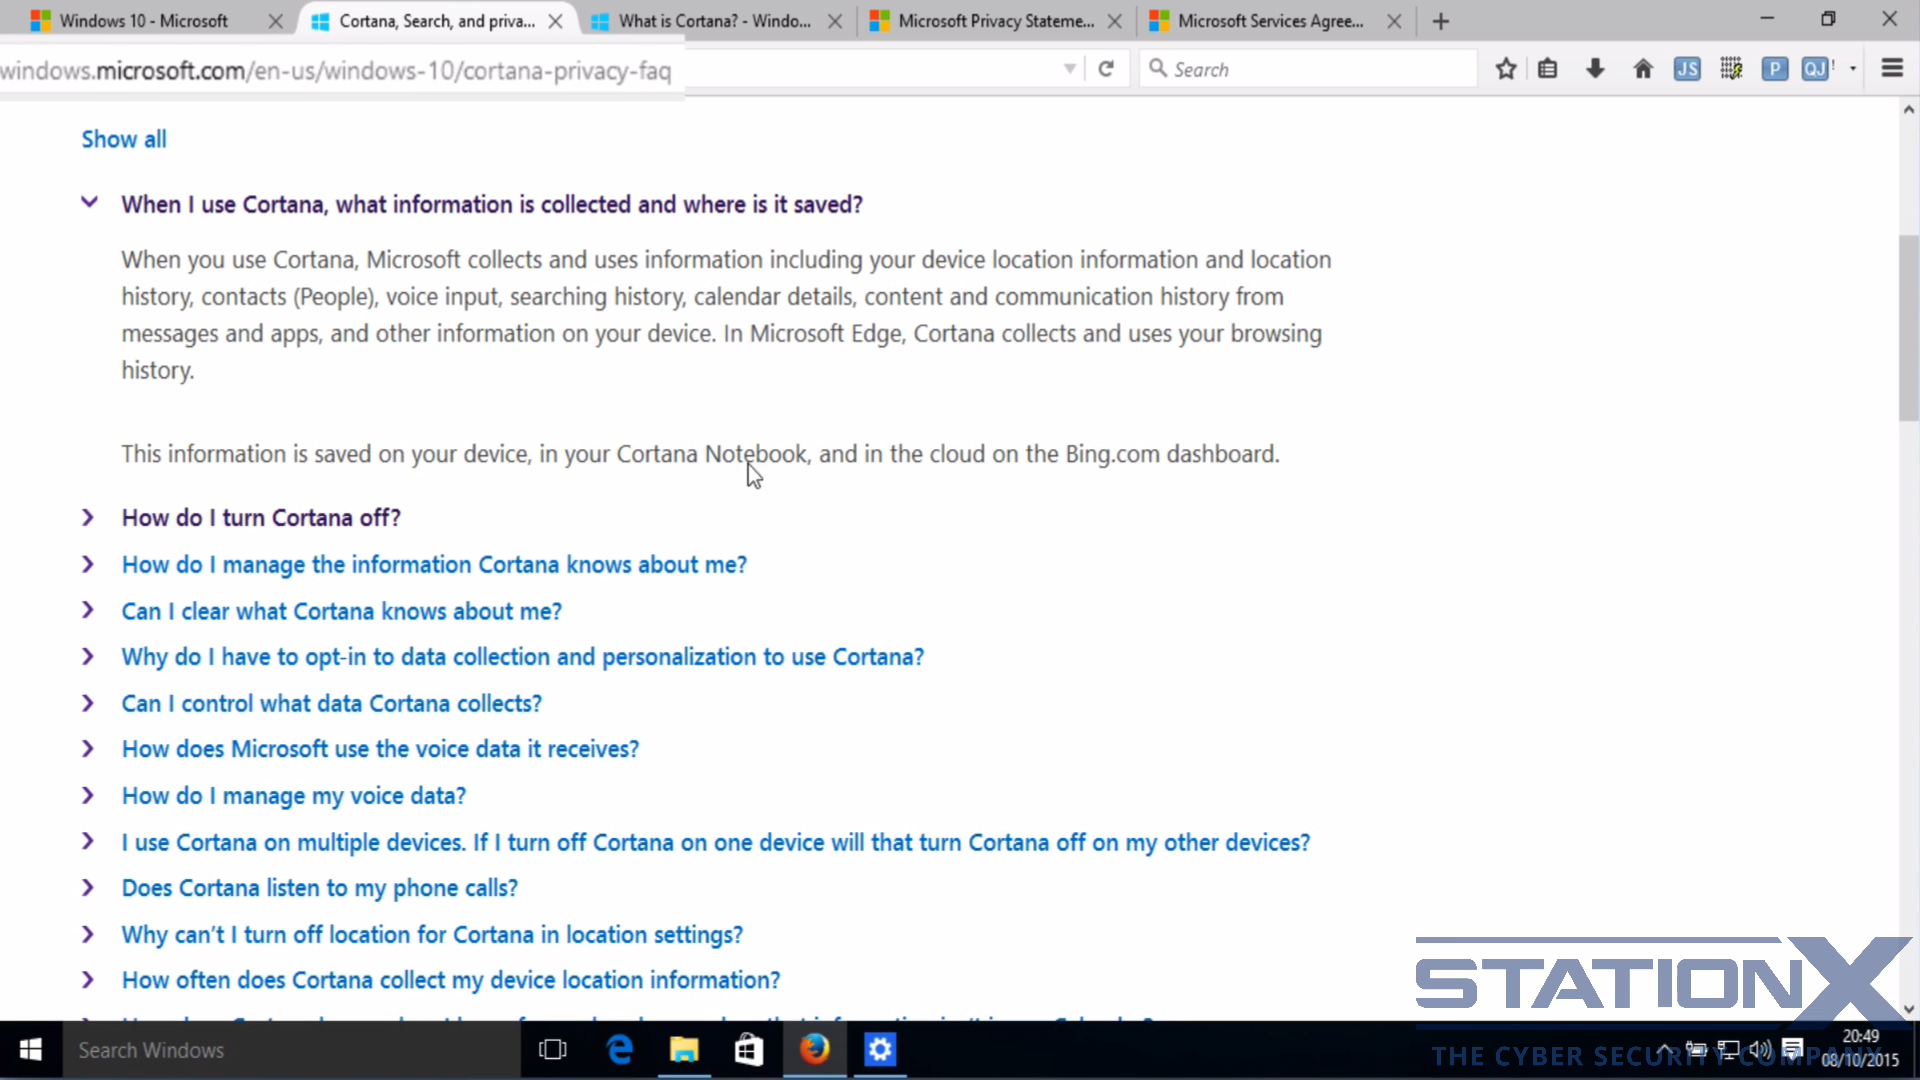 Windows 10 - Microsoft
Cortana, Search, and priva...
What is Cortana? - Windo...
Microsoft Privacy Stateme...
Microsoft Services Agree...
windows.microsoft.com/en-us/windows-10/cortana-privacy-faq
Search
JS
P
QJ!
Show all
When I use Cortana, what information is collected and where is it saved?
When you use Cortana, Microsoft collects and uses information including your device location information and location
history, contacts (People), voice input, searching history, calendar details, content and communication history from
messages and apps, and other information on your device. In Microsoft Edge, Cortana collects and uses your browsing
history.
This information is saved on your device, in your Cortana Notebook, and in the cloud on the Bing.com dashboard.
How do I turn Cortana off?
How do I manage the information Cortana knows about me?
Can I clear what Cortana knows about me?
Why do I have to opt-in to data collection and personalization to use Cortana?
Can I control what data Cortana collects?
How does Microsoft use the voice data it receives?
How do I manage my voice data?
I use Cortana on multiple devices. If I turn off Cortana on one device will that turn Cortana off on my other devices?
Does Cortana listen to my phone calls?
Why can't I turn off location for Cortana in location settings?
How often does Cortana collect my device location information?
STATIONX
THE CYBER SECURITY COMPANY
Search Windows
20:49
08/10/2015